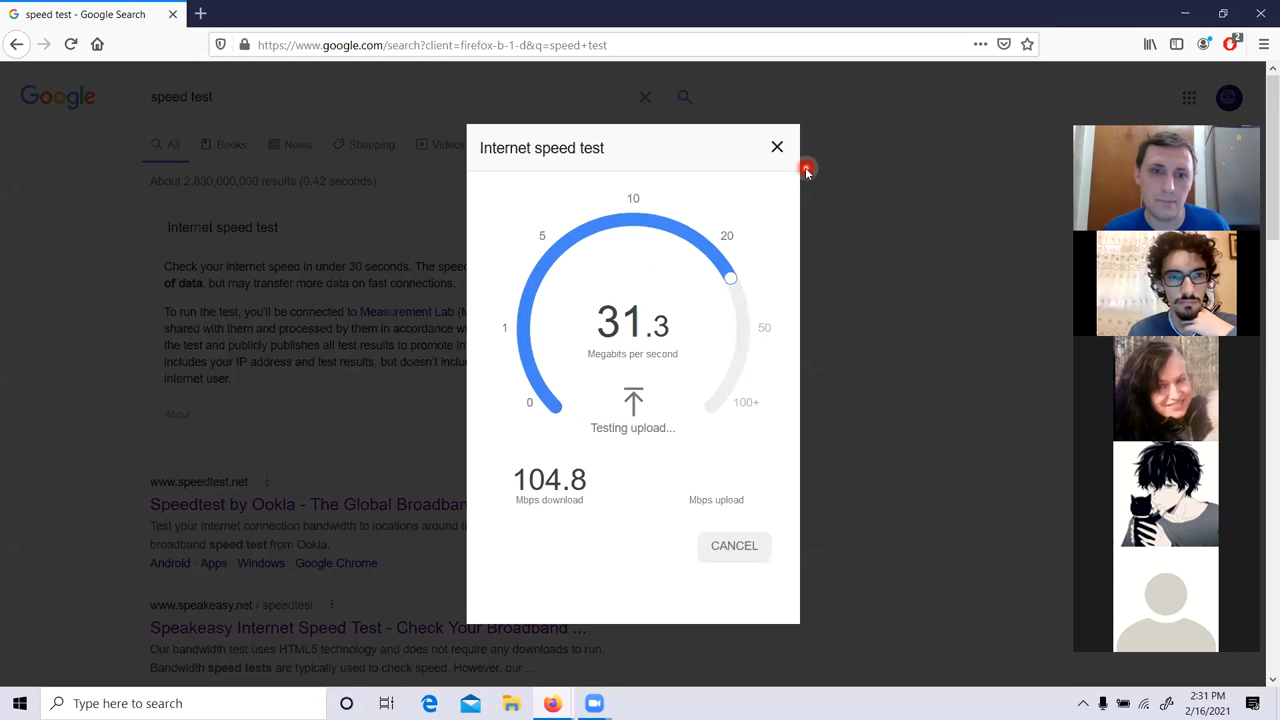 speed test - Google Search
https://www.google.com/search?client=firefox-b-1-d&q=speed+test
2
Google
speed test
All
Books
News
Shopping
Videos
About 2,830,000,000 results (0.42 seconds)
Internet speed test
Check your internet speed in under 30 seconds. The spee
of data, but may transfer more data on fast connections.
To run the test, you'll be connected to Measurement Lab (M
shared with them and processed by them in accordance w
the test and publicly publishes all test results to promote in
includes your IP address and test results, but doesn't includ
internet user.
About
www.speedtest.net
Speedtest by Ookla - The Global Broadban
Test your Internet connection bandwidth to locations around
broadband speed test from Ookla.
Android · Apps · Windows · Google Chrome
www.speakeasy.net › speedtest
Speakeasy Internet Speed Test - Check Your Broadband ...
Our bandwidth test uses HTML5 technology and does not require any downloads to run.
Bandwidth speed tests are typically used to check speed. However, our ...
Internet speed test
10
5
20
1
50
0
100+
31.3
Megabits per second
Testing upload...
104.8
Mbps download
Mbps upload
CANCEL
Type here to search
2:31 PM
2/16/2021